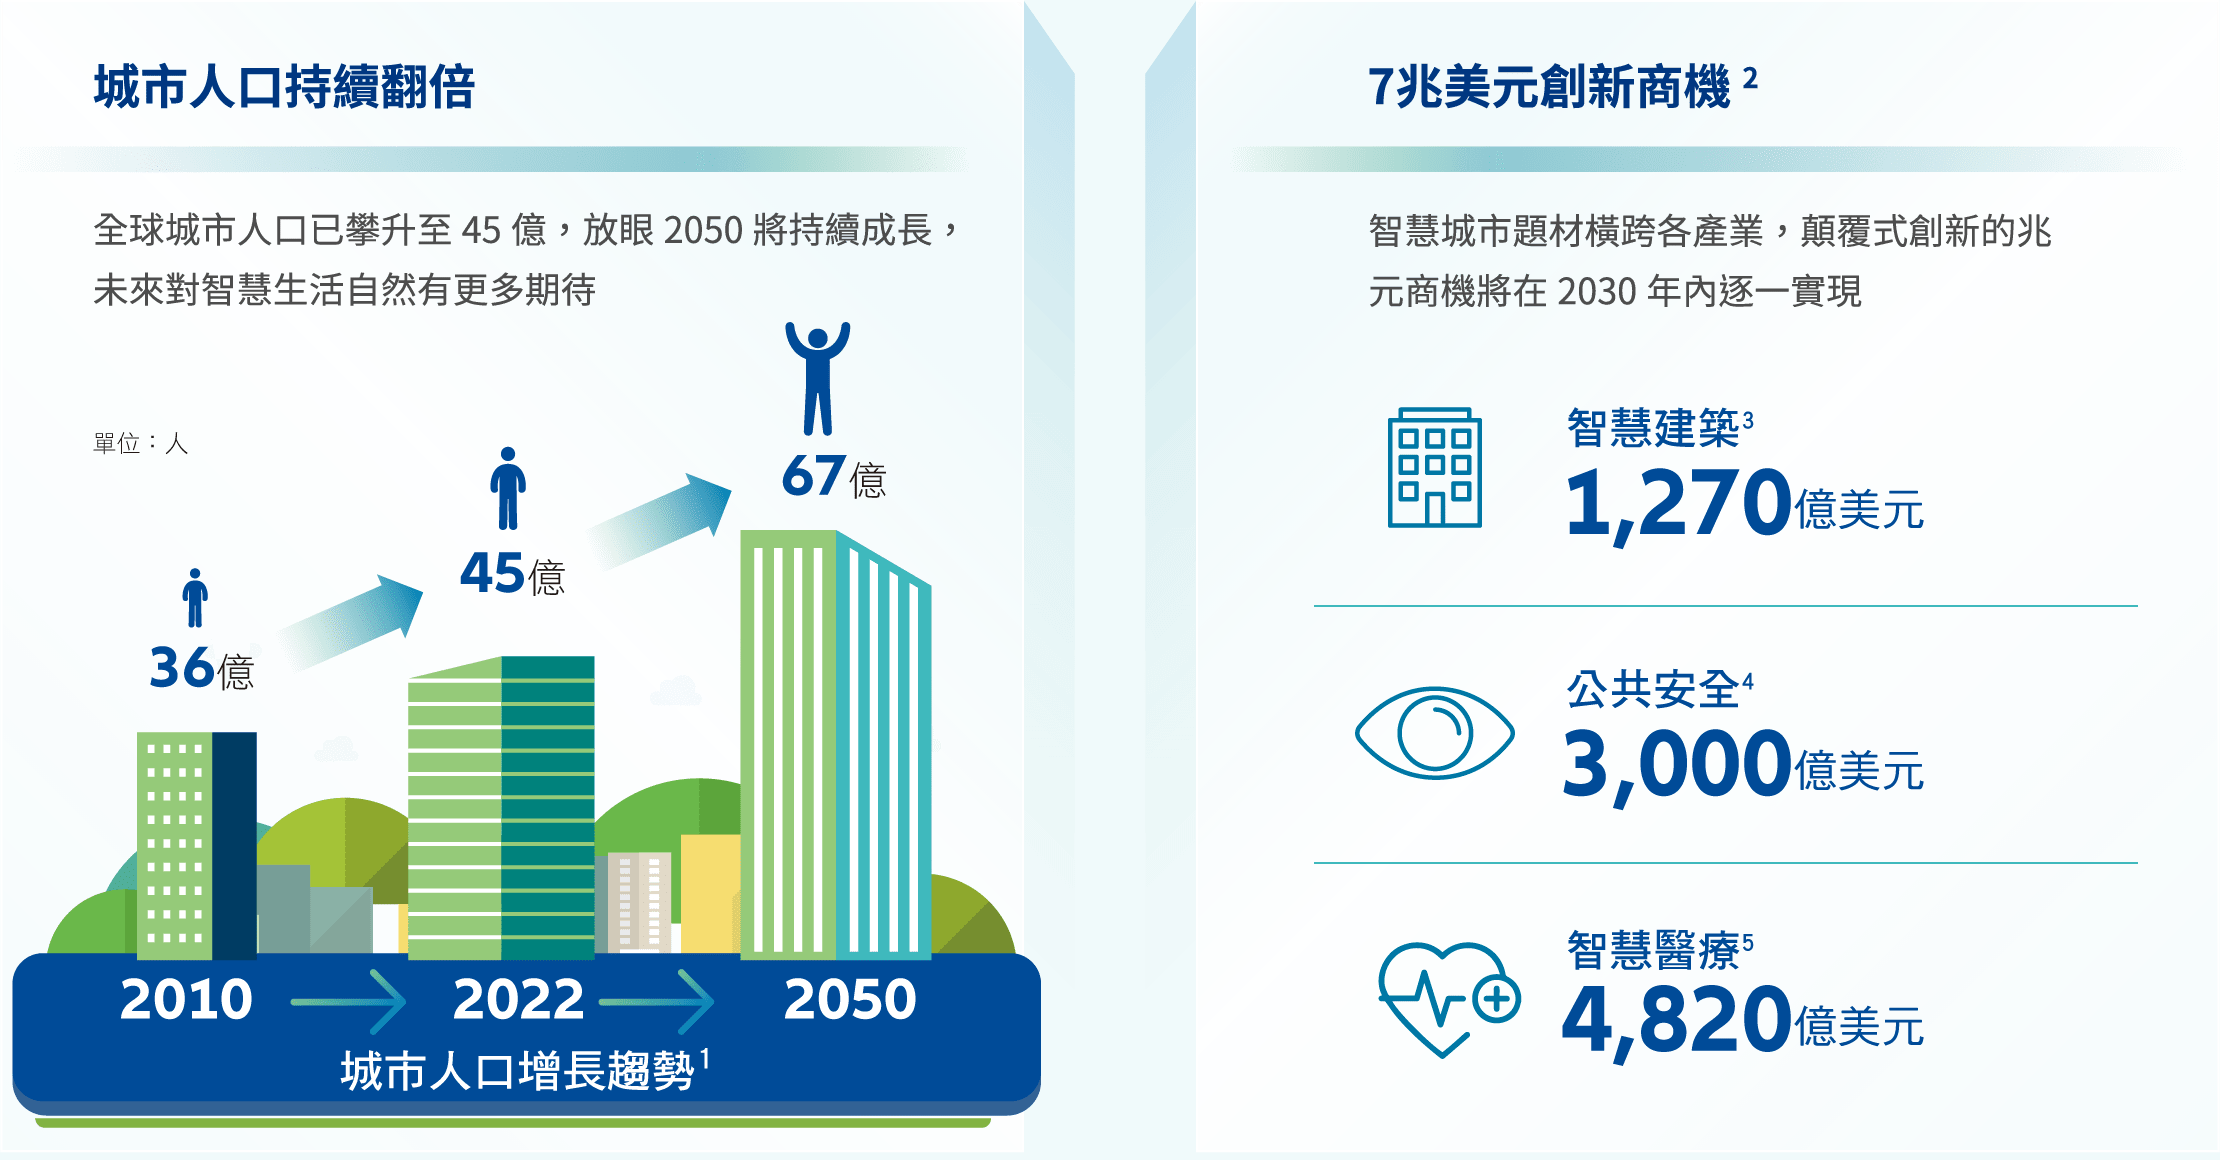 城市人口持續翻倍
全球城市人口已攀升至 45 億，放眼 2050 將持續成長，
未來對智慧生活自然有更多期待
單位：人
36億
45億
67億
2010
2022
2050
城市人口增長趨勢1
7兆美元創新商機 2
智慧城市題材橫跨各產業，顛覆式創新的兆
元商機將在 2030 年內逐一實現
智慧建築3
1,270億美元
公共安全4
3,000億美元
智慧醫療5
4,820億美元